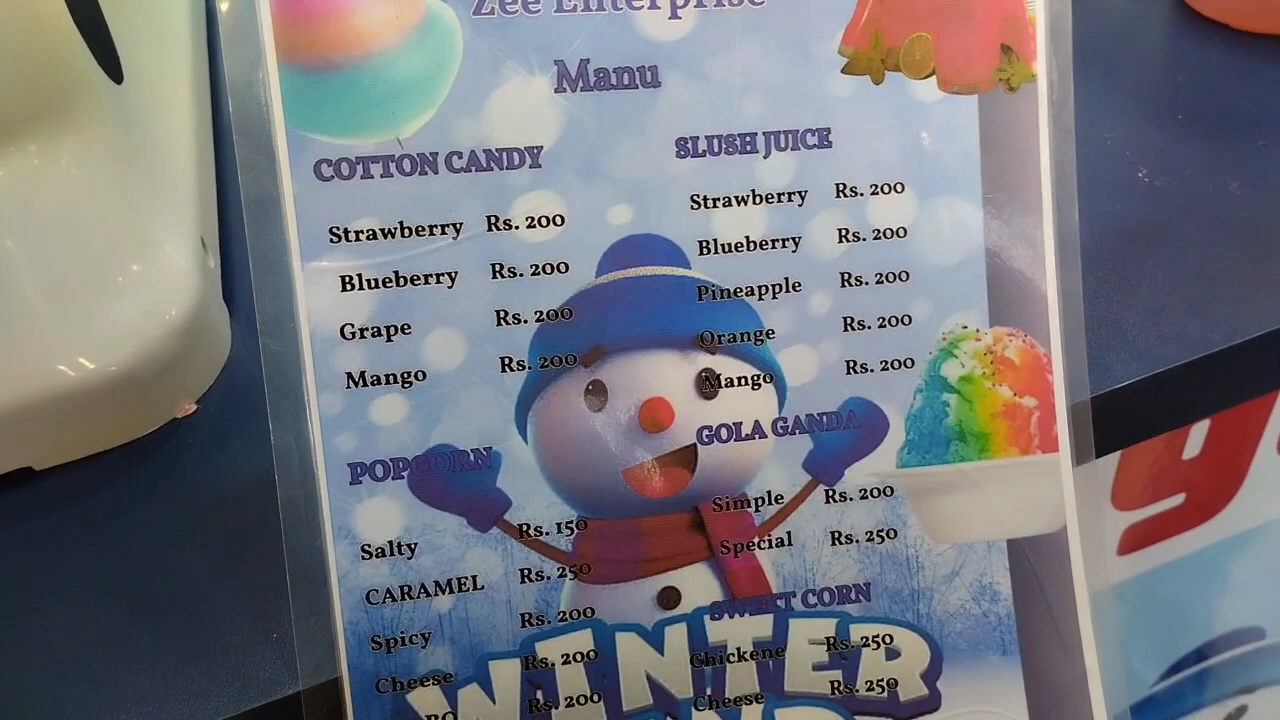 Zee Enterprise
Manu
COTTON CANDY
Strawberry Rs. 200
Blueberry Rs. 200
Grape Rs. 200
Mango Rs. 200
POPCORN
Salty Rs. 150
CARAMEL Rs. 250
Spicy Rs. 200
Cheese Rs. 200
Rs. 200
SLUSH JUICE
Strawberry Rs. 200
Blueberry Rs. 200
Pineapple Rs. 200
Orange Rs. 200
Mango Rs. 200
GOLA GANDA
Simple Rs. 200
Special Rs. 250
SWEET CORN
Chickene Rs. 250
Cheese Rs. 250
WINTER